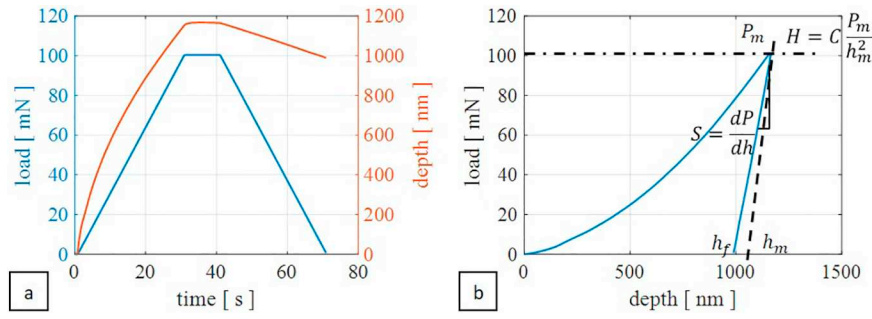 120
100
80
60
40
20
0
load [ mN ]
1200
1000
800
600
400
200
0
depth [ nm ]
0 20 40 60 80
time [ s ]
a
120
100
80
60
40
20
0
load [ mN ]
P_m
H = C P_m / h_m^2
S = dP / dh
h_f
h_m
0 500 1000 1500
depth [ nm ]
b